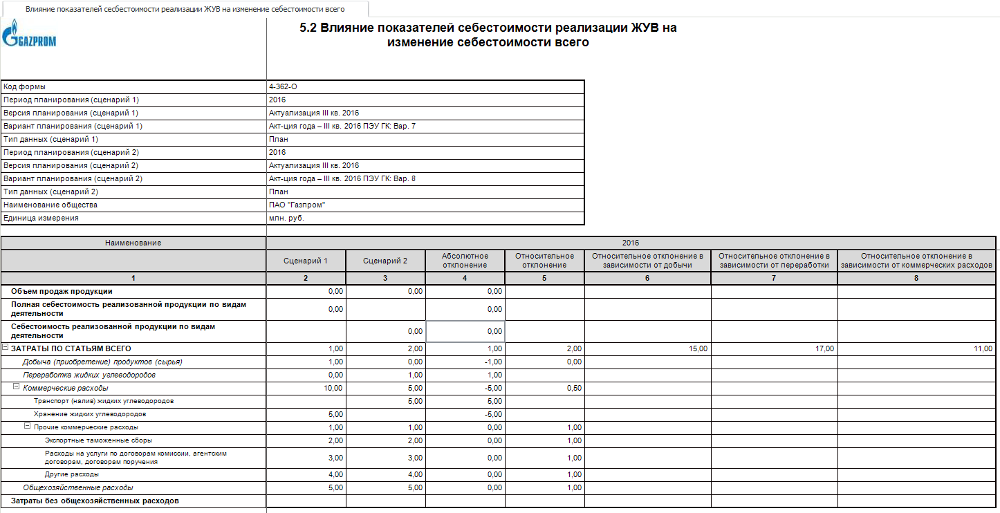 Влияние показателей сесбестоимости реализации ЖУВ на изменение себестоимости всего
GAZPROM
5.2 Влияние показателей себестоимости реализации ЖУВ на
изменение себестоимости всего
Код формы 4-362-О
Период планирования (сценарий 1) 2016
Версия планирования (сценарий 1) Актуализация III кв. 2016
Вариант планирования (сценарий 1) Акт-ция года – III кв. 2016 ПЭУ ГК: Вар. 7
Тип данных (сценарий 1) План
Период планирования (сценарий 2) 2016
Версия планирования (сценарий 2) Актуализация III кв. 2016
Вариант планирования (сценарий 2) Акт-ция года – III кв. 2016 ПЭУ ГК: Вар. 8
Тип данных (сценарий 2) План
Наименование общества ПАО "Газпром"
Единица измерения млн. руб.
Наименование 2016
Сценарий 1 Сценарий 2 Абсолютное отклонение Относительное отклонение Относительное отклонение в зависимости от добычи Относительное отклонение в зависимости от переработки Относительное отклонение в зависимости от коммерческих расходов
1 2 3 4 5 6 7 8
Объем продаж продукции 0,00 0,00 0,00
Полная себестоимость реализованной продукции по видам
деятельности 0,00 0,00
Себестоимость реализованной продукции по видам
деятельности 0,00 0,00
ЗАТРАТЫ ПО СТАТЬЯМ ВСЕГО 1,00 2,00 1,00 2,00 15,00 17,00 11,00
Добыча (приобретение) продуктов (сырья) 1,00 0,00 -1,00 0,00
Переработка жидких углеводородов 0,00 1,00 1,00
Коммерческие расходы 10,00 5,00 -5,00 0,50
Транспорт (налив) жидких углеводородов 5,00 5,00
Хранение жидких углеводородов 5,00 -5,00
Прочие коммерческие расходы 1,00 1,00 0,00 1,00
Экспортные таможенные сборы 2,00 2,00 0,00 1,00
Расходы на услуги по договорам комиссии, агентским
договорам, договорам поручения 3,00 3,00 0,00 1,00
Другие расходы 4,00 4,00 0,00 1,00
Общехозяйственные расходы 5,00 5,00 0,00 1,00
Затраты без общехозяйственных расходов